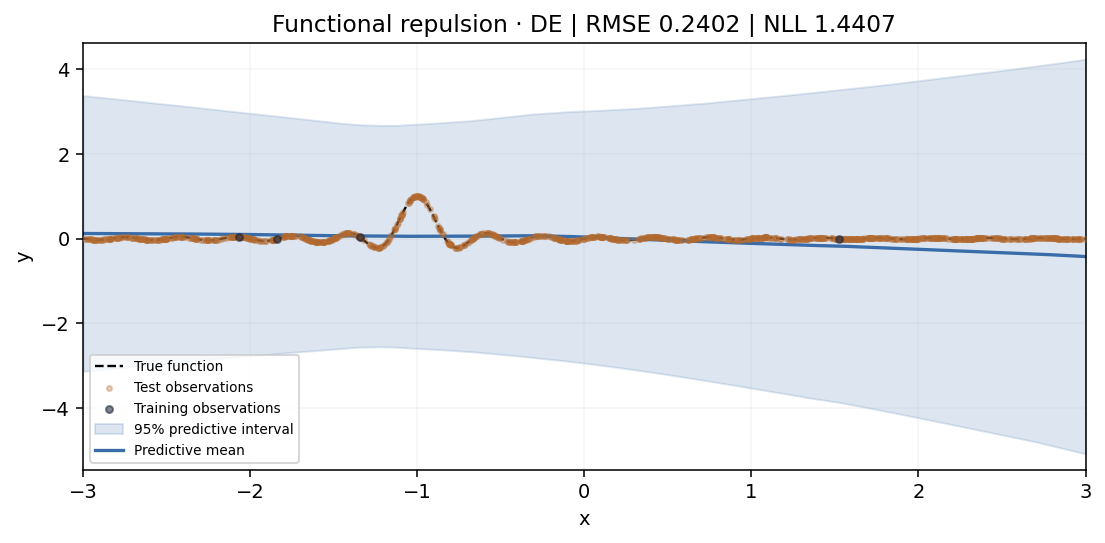 Functional repulsion · DE | RMSE 0.2402 | NLL 1.4407
y
4
2
0
−2
−4
True function
Test observations
Training observations
95% predictive interval
Predictive mean
−3 −2 −1 0 1 2 3
x